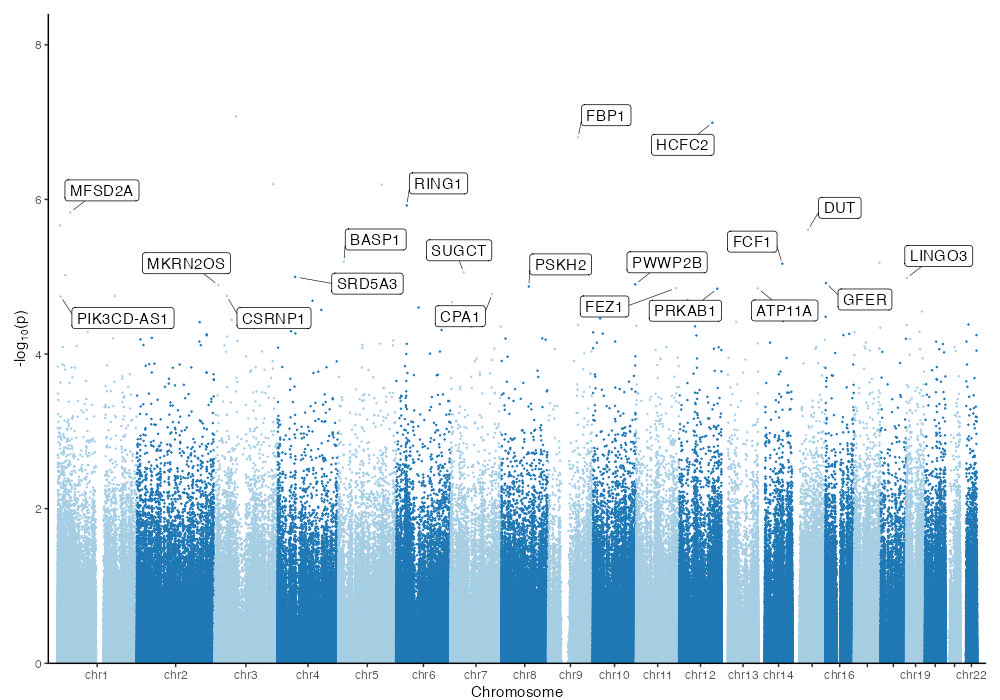 8
FBP1
HCFC2
RING1
MFSD2A
6
DUT
BASP1
FCF1
SUGCT
LINGO3
MKRN2OS
PSKH2
PWWP2B
SRD5A3
GFER
FEZ1
PRKAB1
ATP11A
PIK3CD-AS1
CSRNP1
CPA1
-log10(p)
4
2
0
chr1 chr2 chr3 chr4 chr5 chr6 chr7 chr8 chr9 chr10 chr11 chr12 chr13 chr14 chr16 chr19 chr22
Chromosome